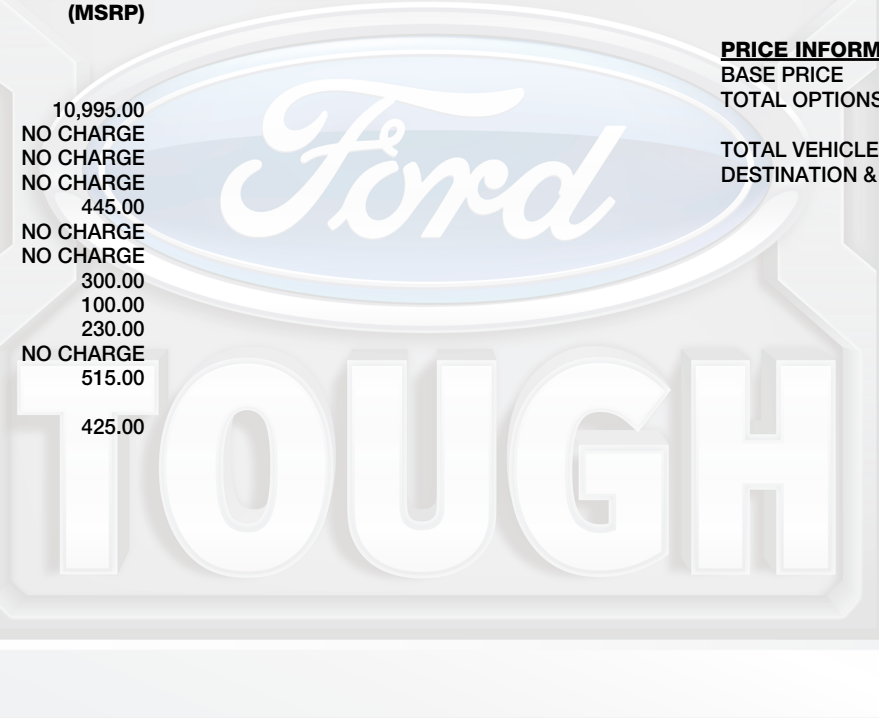 (MSRP)
10,995.00
NO CHARGE
NO CHARGE
NO CHARGE
445.00
NO CHARGE
NO CHARGE
300.00
100.00
230.00
NO CHARGE
515.00
425.00
PRICE INFORM
BASE PRICE
TOTAL OPTIONS
TOTAL VEHICLE
DESTINATION &
Ford
TOUGH